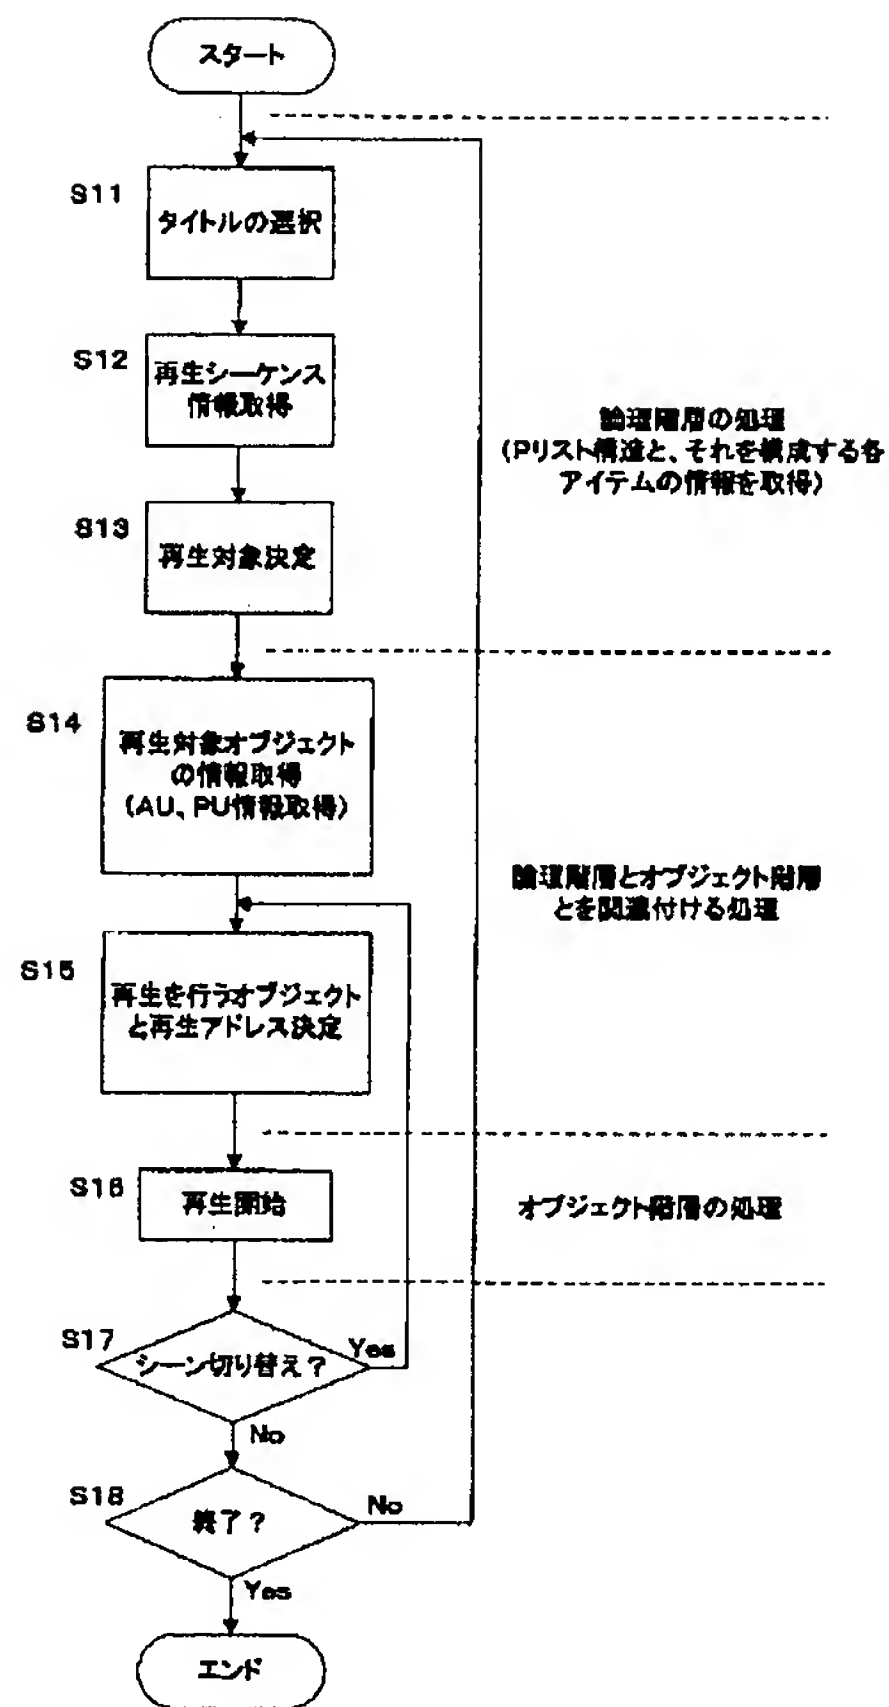 スタート
S11
タイトルの選択
S12
再生シーケンス
情報取得
論理階層の処理
(Pリスト構造と、それを構成する各
アイテムの情報を取得)
S13
再生対象決定
S14
再生対象オブジェクト
の情報取得
(AU、PU情報取得)
論理階層とオブジェクト階層
とを関連付ける処理
S15
再生を行うオブジェクト
と再生アドレス決定
S16
再生開始
オブジェクト階層の処理
S17
シーン切り替え?
Yes
No
S18
終了?
No
Yes
エンド